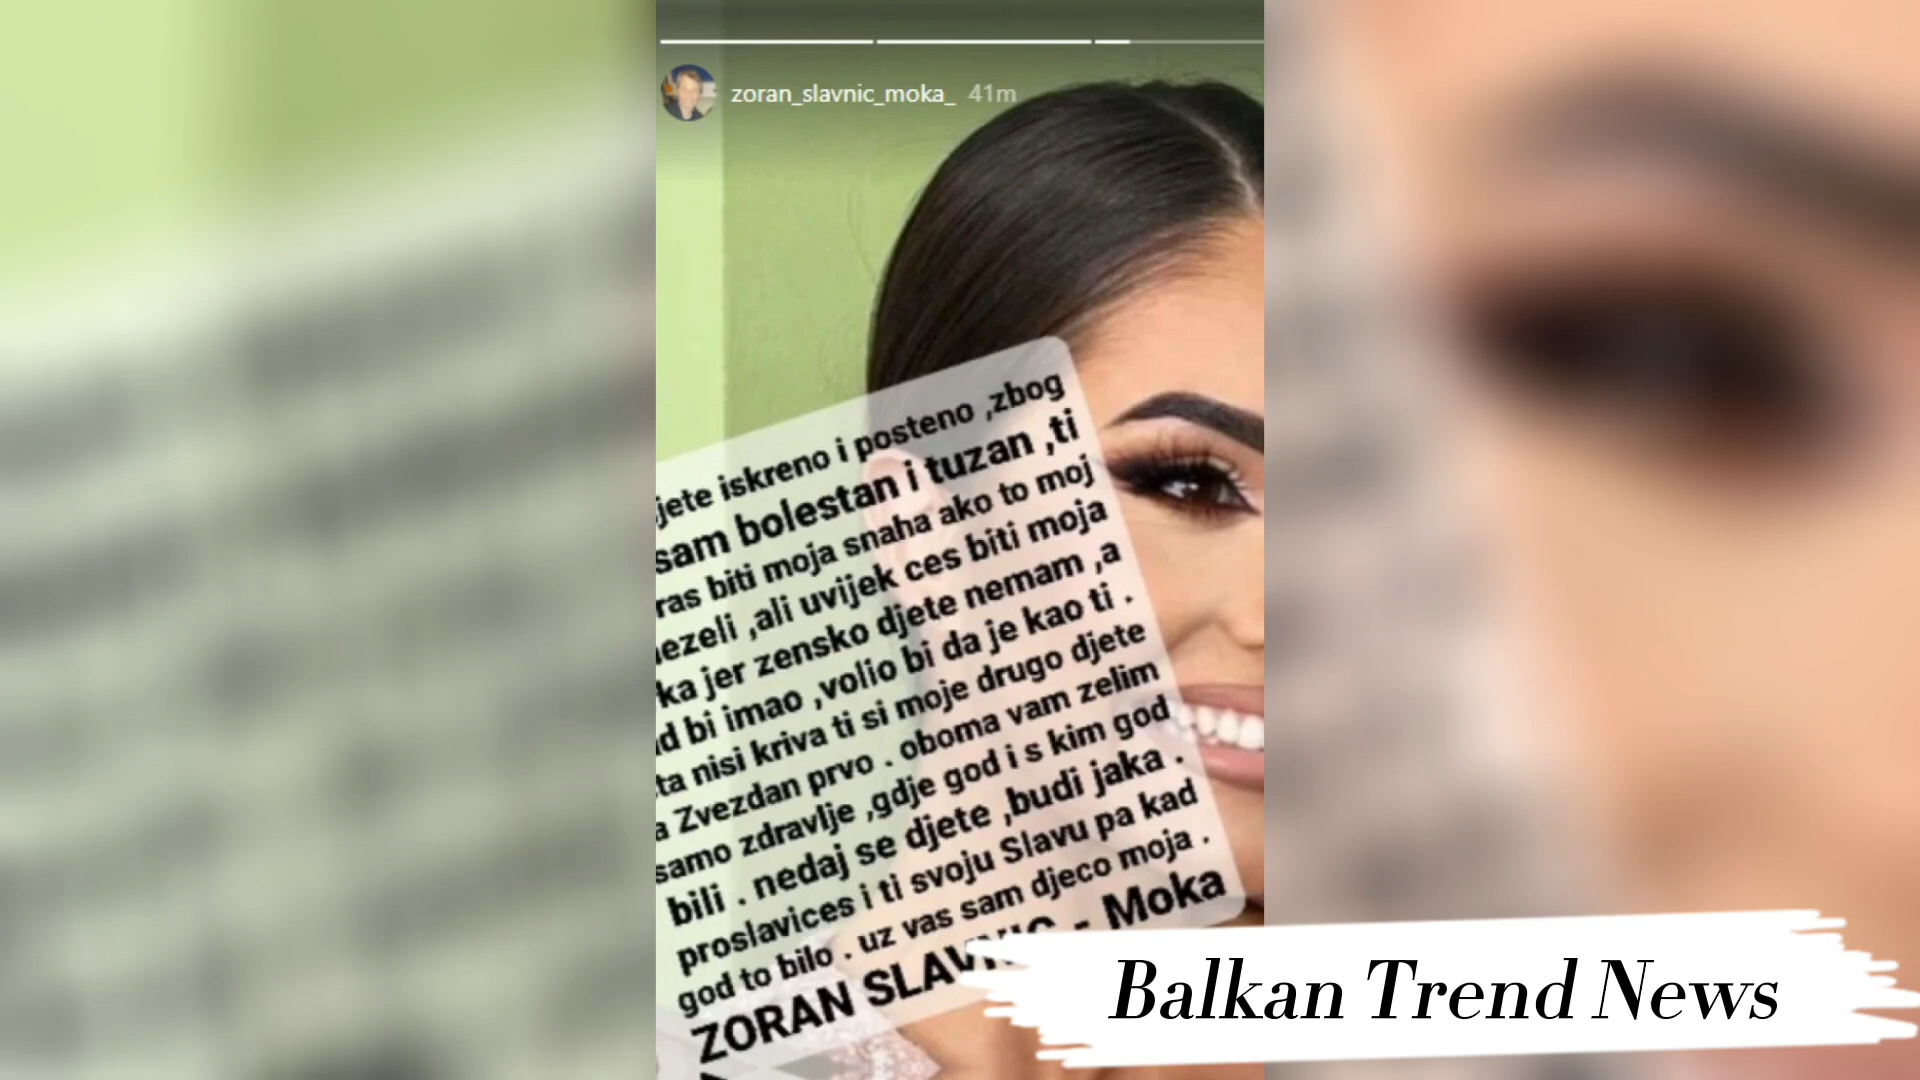 zoran_slavnic_moka_ 41m
jete iskreno i posteno ,zbog
sam bolestan i tuzan ,ti
ras biti moja snaha ako to moj
ezeli ,ali uvijek ces biti moja
ka jer zensko djete nemam ,a
d bi imao ,volio bi da je kao ti .
ta nisi kriva ti si moje drugo djete
a Zvezdan prvo . oboma vam zelim
samo zdravlje ,gdje god i s kim god
bili . nedaj se djete ,budi jaka .
proslavices i ti svoju Slavu pa kad
god to bilo . uz vas sam djeco moja .
ZORAN SLAVNIC - Moka
Balkan Trend News